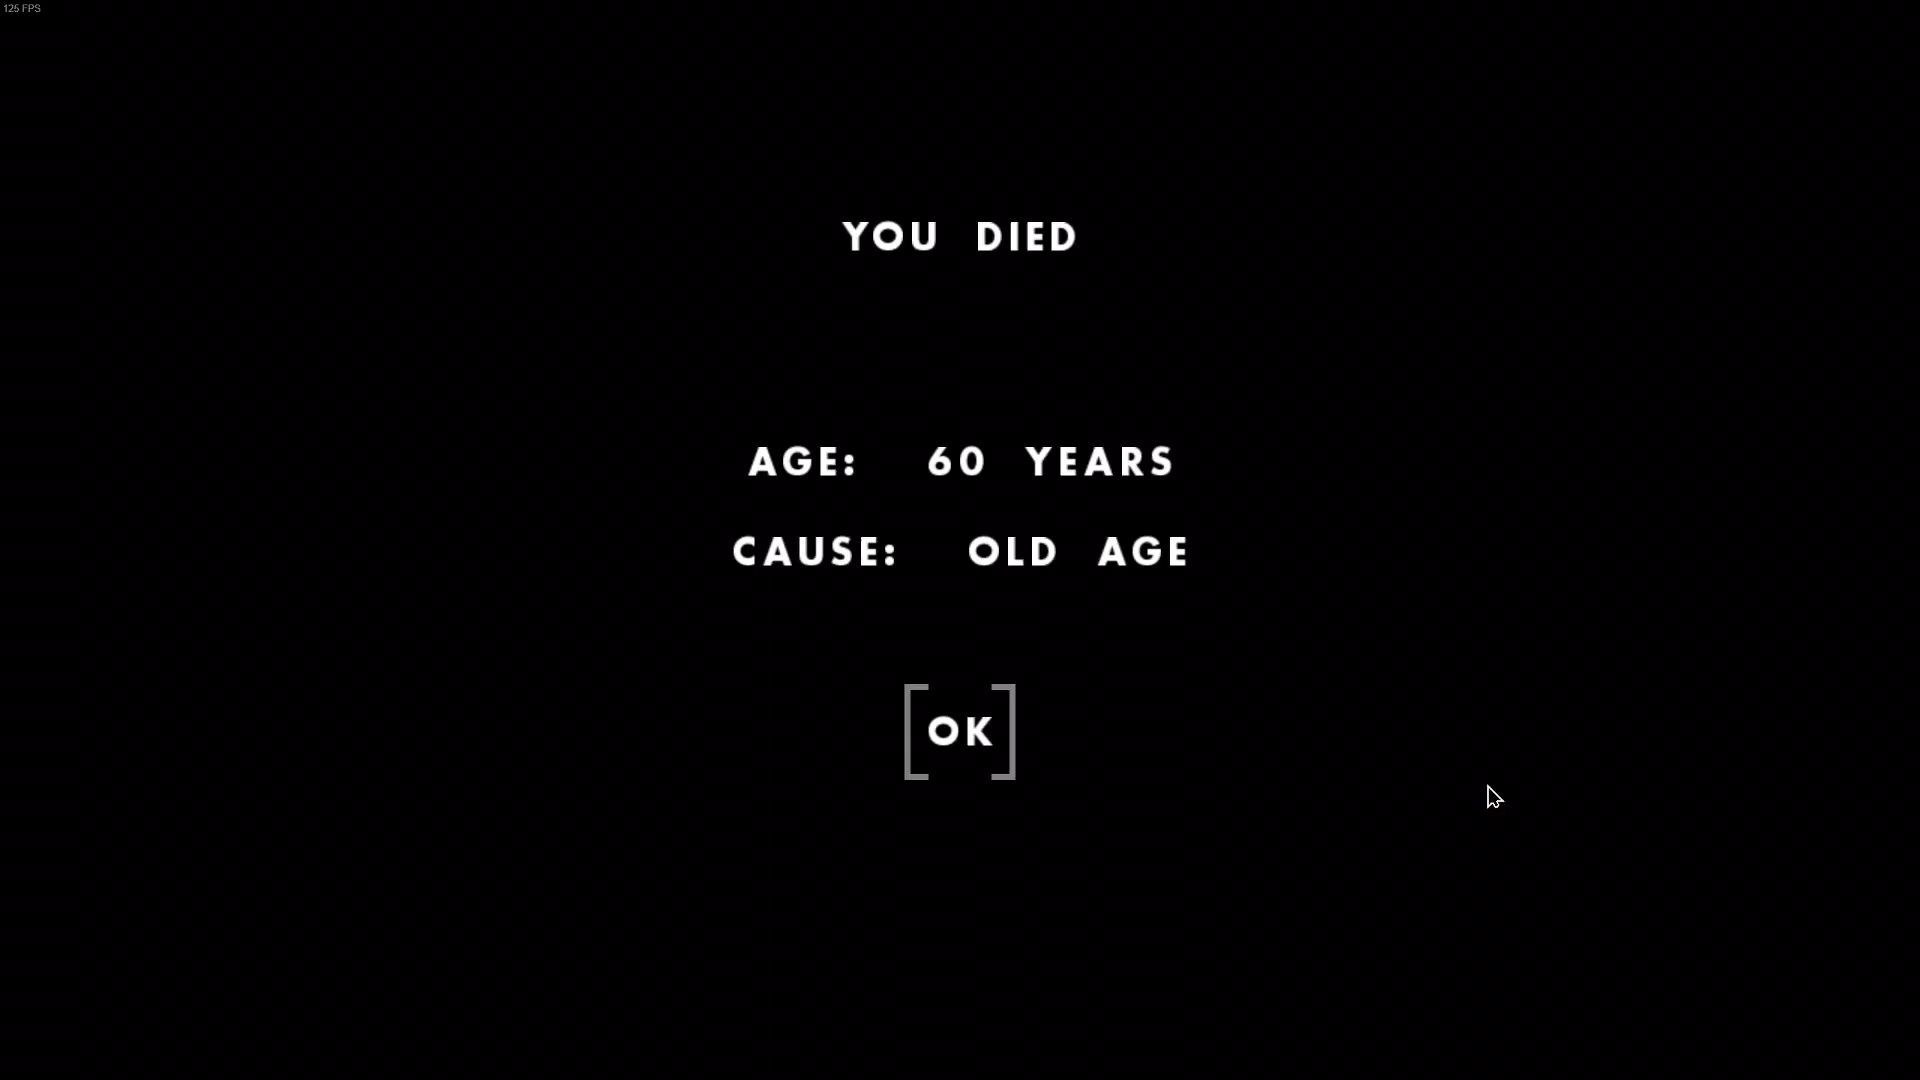 125 FPS
YOU DIED
AGE: 60 YEARS
CAUSE: OLD AGE
OK